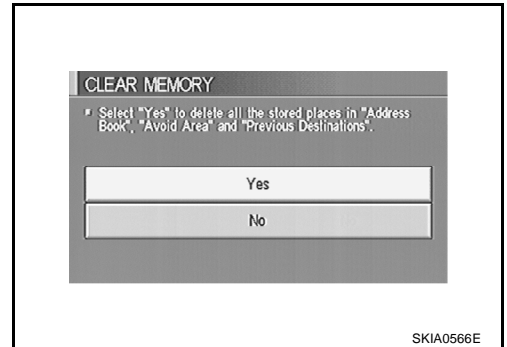 CLEAR MEMORY
Select "Yes" to delete all the stored places in "Address
Book", "Avoid Area" and "Previous Destinations".
Yes
No
SKIA0566E